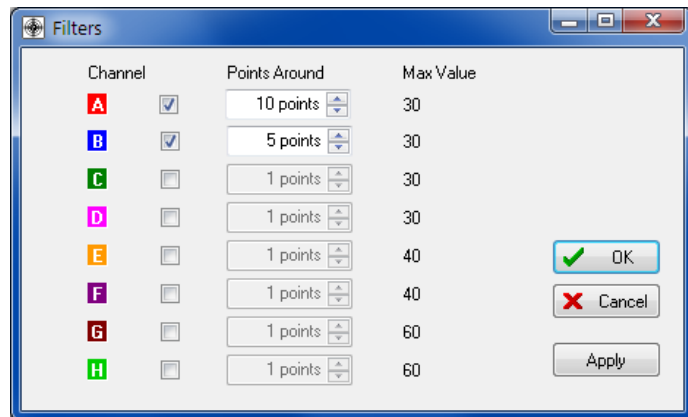 Filters
Channel Points Around Max Value
A 10 points 30
B 5 points 30
C 1 points 30
D 1 points 30
E 1 points 40
F 1 points 40
G 1 points 60
H 1 points 60
OK
Cancel
Apply